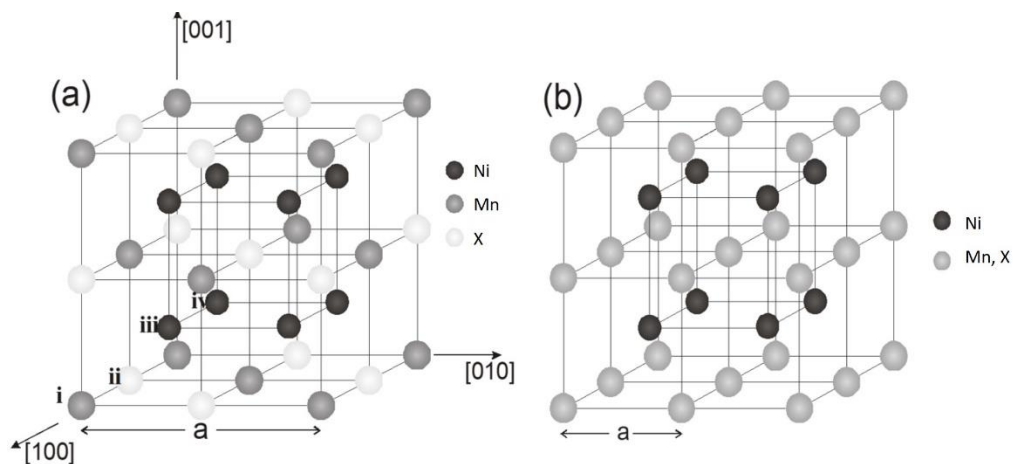 [001]
(a)
Ni
Mn
X
iv
iii
ii
i
[010]
a
[100]
(b)
Ni
Mn, X
a